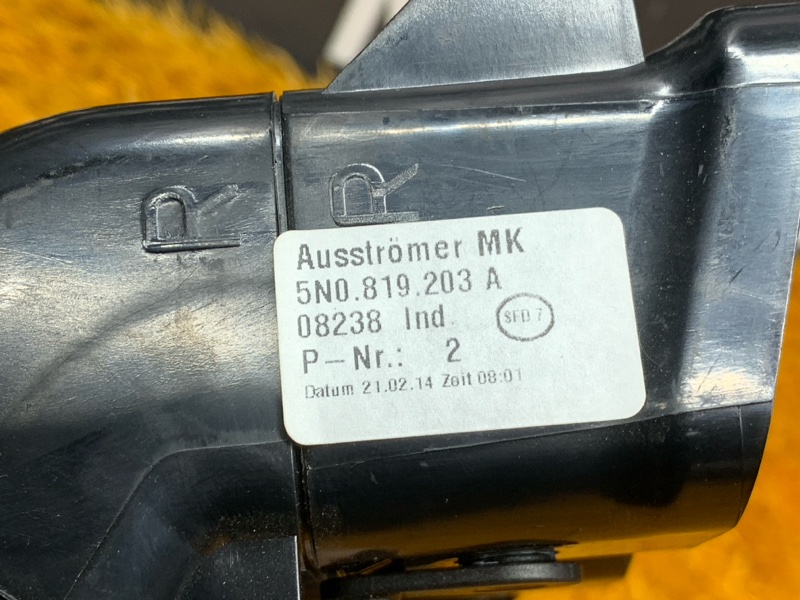 R R
Ausströmer MK
5N0.819.203 A
08238 Ind. SFD 7
P-Nr.: 2
Datum 21.02.14 Zeit 08:01